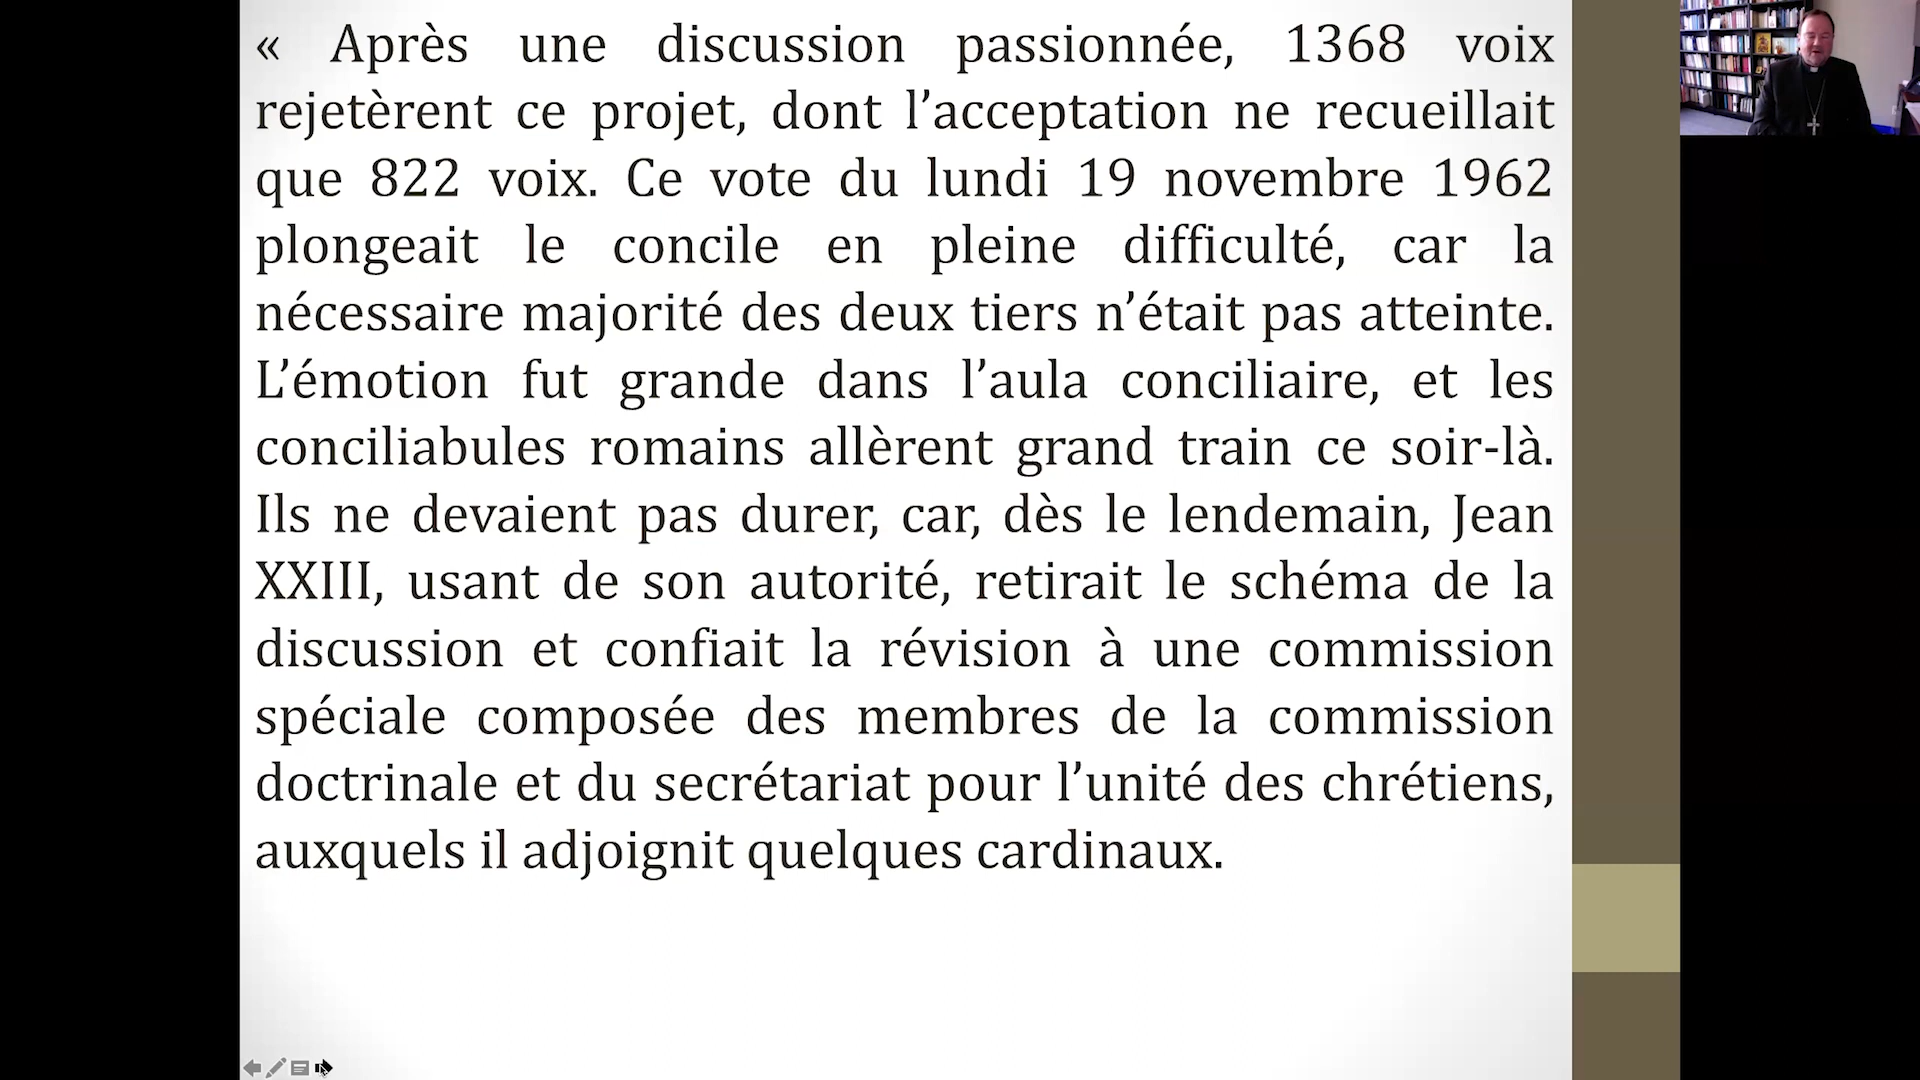 « Après une discussion passionnée, 1368 voix
rejetèrent ce projet, dont l’acceptation ne recueillait
que 822 voix. Ce vote du lundi 19 novembre 1962
plongeait le concile en pleine difficulté, car la
nécessaire majorité des deux tiers n’était pas atteinte.
L’émotion fut grande dans l’aula conciliaire, et les
conciliabules romains allèrent grand train ce soir-là.
Ils ne devaient pas durer, car, dès le lendemain, Jean
XXIII, usant de son autorité, retirait le schéma de la
discussion et confiait la révision à une commission
spéciale composée des membres de la commission
doctrinale et du secrétariat pour l’unité des chrétiens,
auxquels il adjoignit quelques cardinaux.